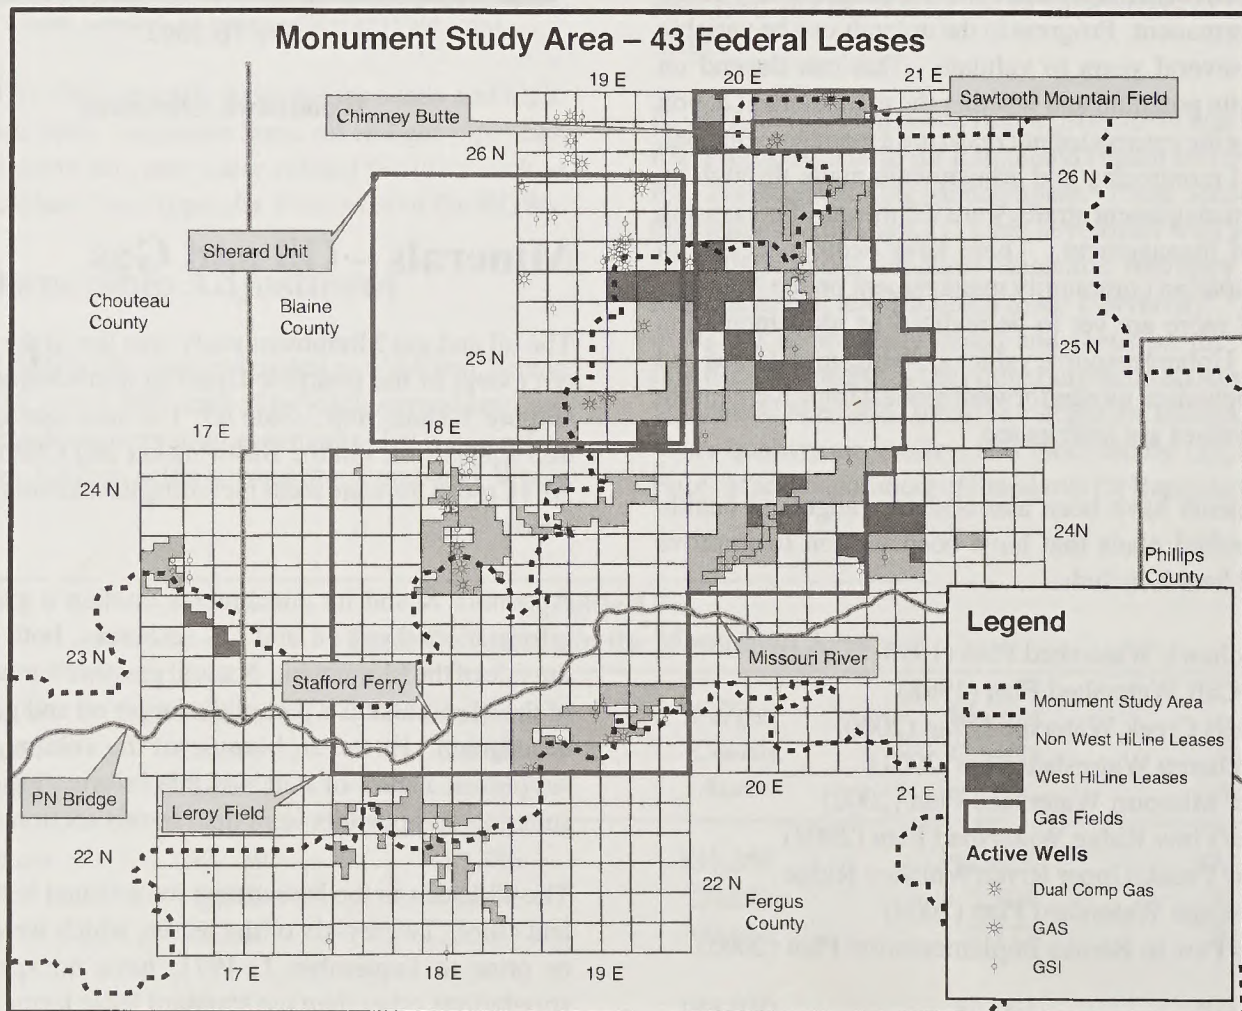 Monument Study Area – 43 Federal Leases
19 E
20 E
21 E
Chimney Butte
Sawtooth Mountain Field
26 N
26 N
Sherard Unit
Chouteau
County
Blaine
County
25 N
25 N
17 E
18 E
24 N
24N
Phillips
County
23 N
Missouri River
Stafford Ferry
PN Bridge
Leroy Field
20 E
21 E
22 N
22 N
Fergus
County
17 E
18 E
19 E
Legend
Monument Study Area
Non West HiLine Leases
West HiLine Leases
Gas Fields
Active Wells
Dual Comp Gas
GAS
GSI